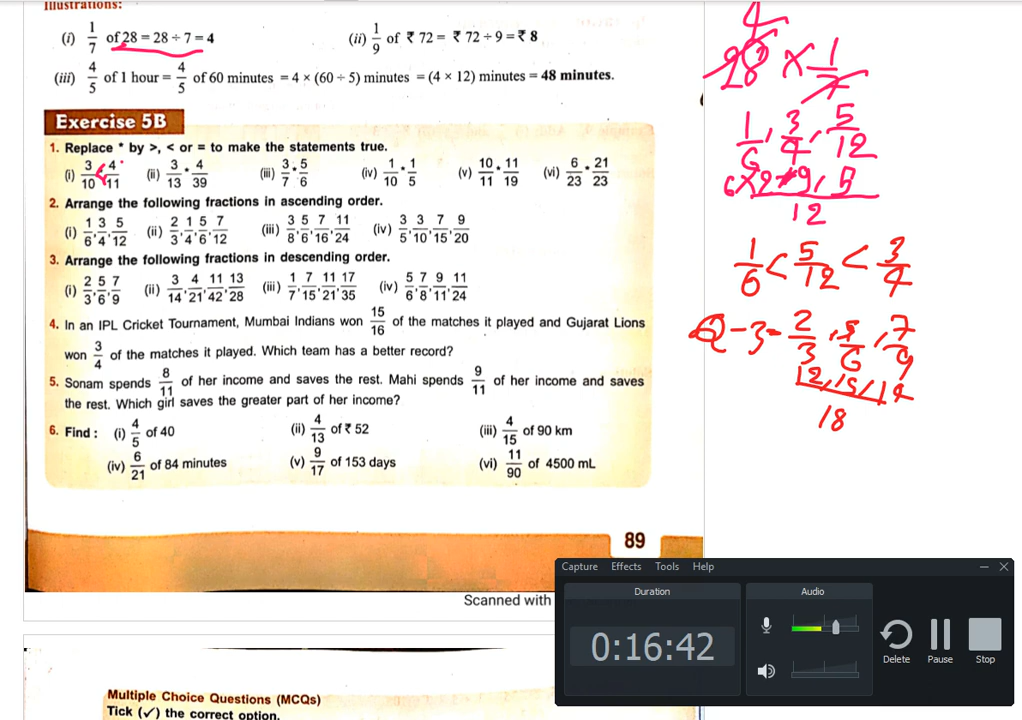 Illustrations:
(i) 1/7 of 28 = 28 ÷ 7 = 4 (ii) 1/9 of ₹ 72 = ₹ 72 ÷ 9 = ₹ 8
(iii) 4/5 of 1 hour = 4/5 of 60 minutes = 4 × (60 ÷ 5) minutes = (4 × 12) minutes = 48 minutes.
Exercise 5B
1. Replace * by >, < or = to make the statements true.
(i) 3/10 < 4/11 (ii) 3/13 * 4/39 (iii) 3/7 * 5/6 (iv) 1/10 * 1/5 (v) 10/11 * 11/19 (vi) 6/23 * 21/23
2. Arrange the following fractions in ascending order.
(i) 1/6, 3/4, 5/12 (ii) 2/3, 1/4, 5/6, 7/12 (iii) 3/8, 5/6, 7/16, 11/24 (iv) 3/5, 3/10, 7/15, 9/20
3. Arrange the following fractions in descending order.
(i) 2/3, 5/6, 7/9 (ii) 3/14, 4/21, 11/42, 13/28 (iii) 1/7, 7/15, 11/21, 17/35 (iv) 5/6, 7/8, 9/11, 11/24
4. In an IPL Cricket Tournament, Mumbai Indians won 15/16 of the matches it played and Gujarat Lions
won 3/4 of the matches it played. Which team has a better record?
5. Sonam spends 8/11 of her income and saves the rest. Mahi spends 9/11 of her income and saves
the rest. Which girl saves the greater part of her income?
6. Find : (i) 4/5 of 40 (ii) 4/13 of ₹ 52 (iii) 4/15 of 90 km
(iv) 6/21 of 84 minutes (v) 9/17 of 153 days (vi) 11/90 of 4500 mL
89
Scanned with
Multiple Choice Questions (MCQs)
Tick (✓) the correct option.
4
28 × 1/7
1/6, 3/4, 5/12
2, 9, 5
12
1/6 < 5/12 < 3/4
Q-3- 2/3, 5/6, 7/9
12, 15, 14
18
Capture Effects Tools Help
Duration
0:16:42
Audio
Delete Pause Stop